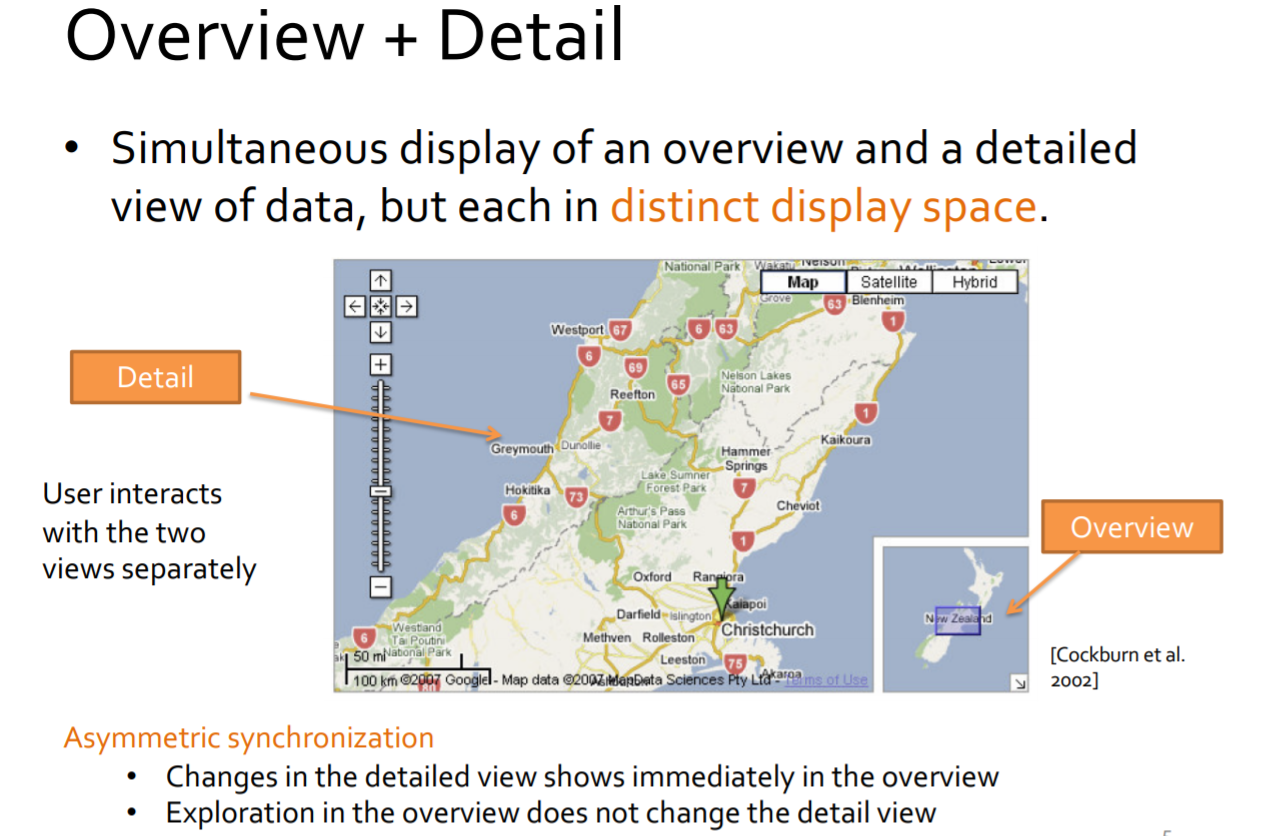 Overview + Detail
• Simultaneous display of an overview and a detailed
view of data, but each in distinct display space.
National Park
Wakatu
Nelson
Map
Satellite
Hybrid
Grove
63
Blenheim
1
Westport
67
6
63
6
69
65
Nelson Lakes
National Park
Reefton
7
1
Detail
Greymouth
Dunollie
Kaikoura
Hammer
Springs
Lake Sumner
Forest Park
7
Hokitika
73
6
Arthur's Pass
National Park
Cheviot
1
User interacts
with the two
views separately
Overview
Oxford
Rangiora
Kaiapoi
Darfield
Islington
Christchurch
Methven
Rolleston
Leeston
75
Akaroa
6
Westland
Tai Poutini
National Park
New Zealand
50 mi
100 km
©2007 Google - Map data ©2007 MapData Sciences Pty Ltd - Terms of Use
[Cockburn et al.
2002]
Asymmetric synchronization
• Changes in the detailed view shows immediately in the overview
• Exploration in the overview does not change the detail view